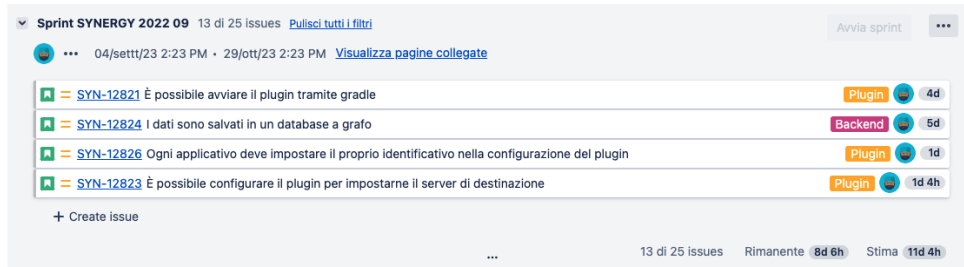 Sprint SYNERGY 2022 09 13 di 25 issues Pulisci tutti i filtri Avvia sprint •••
••• 04/settt/23 2:23 PM • 29/ott/23 2:23 PM Visualizza pagine collegate
SYN-12821 È possibile avviare il plugin tramite gradle Plugin 4d
SYN-12824 I dati sono salvati in un database a grafo Backend 5d
SYN-12826 Ogni applicativo deve impostare il proprio identificativo nella configurazione del plugin Plugin 1d
SYN-12823 È possibile configurare il plugin per impostarne il server di destinazione Plugin 1d 4h
+ Create issue
... 13 di 25 issues Rimanente 8d 6h Stima 11d 4h